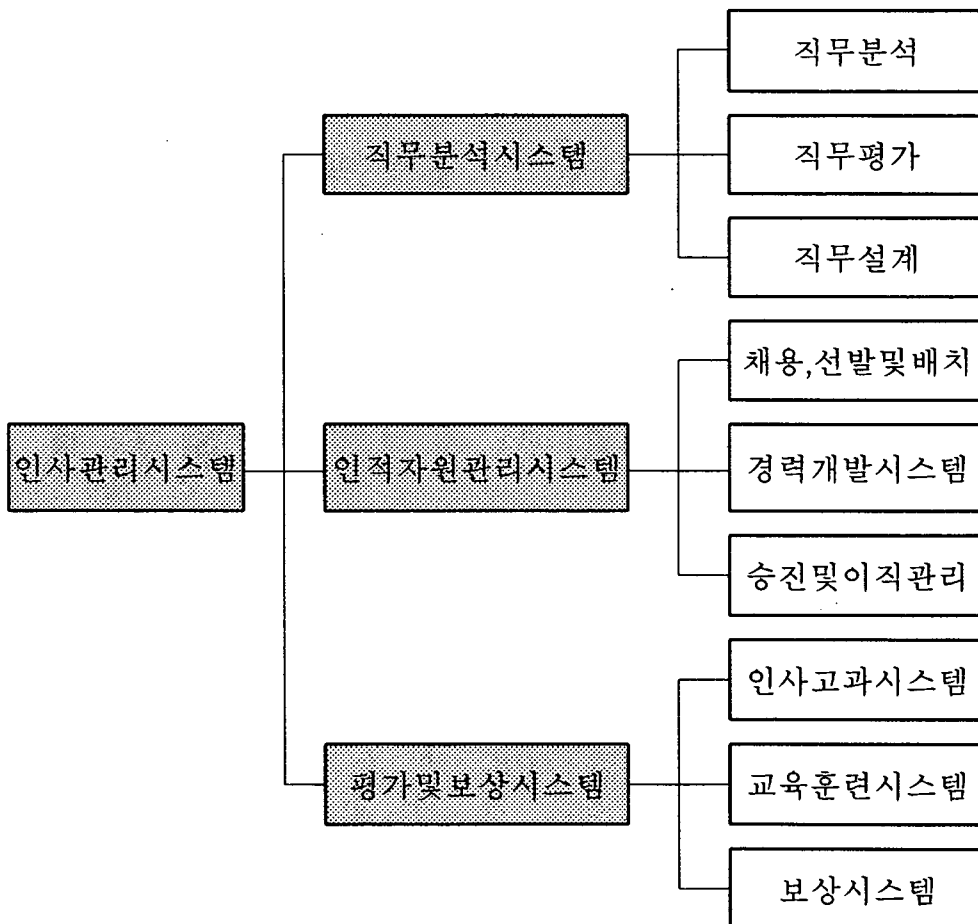 인사관리시스템
직무분석시스템
직무분석
직무평가
직무설계
인적자원관리시스템
채용,선발및배치
경력개발시스템
승진및이직관리
평가및보상시스템
인사고과시스템
교육훈련시스템
보상시스템